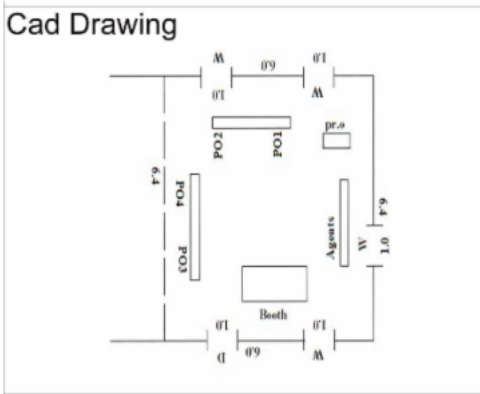 Cad Drawing
W 6.0 1.0
1.0 W
pr.o
PO2 PO1
6.4
PO4
PO3
6.4
Agents
W 1.0
Booth
1.0 1.0
D 6.0 W